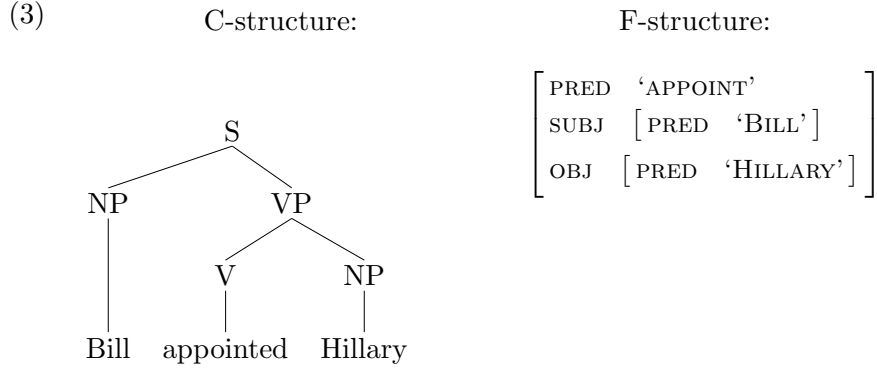 (3) C-structure: F-structure:
[ PRED ‘APPOINT’
SUBJ [ PRED ‘BILL’ ]
OBJ [ PRED ‘HILLARY’ ] ]
S
NP VP
V NP
Bill appointed Hillary